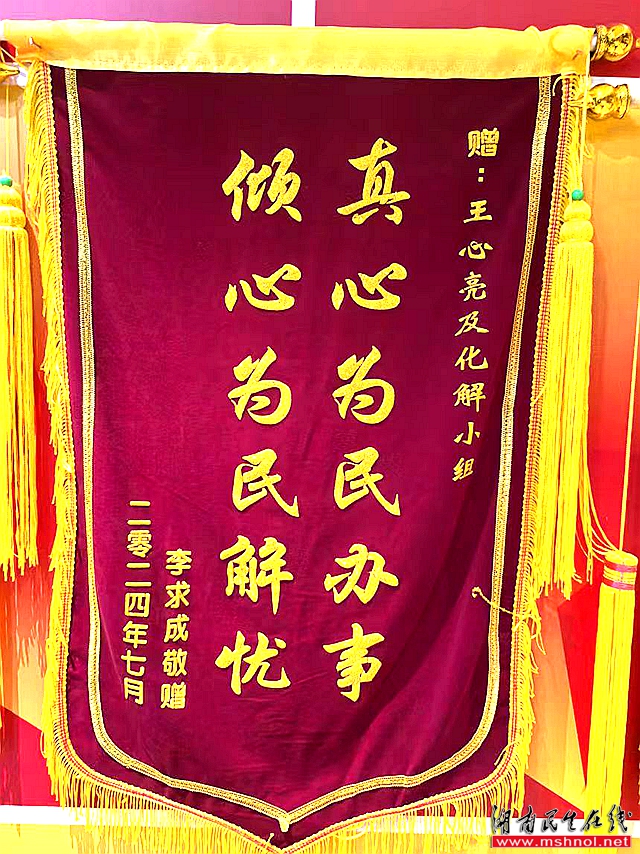 赠：王心亮及化解小组
真心为民办事
倾心为民解忧
李求成敬赠
二零二四年七月
湖南民生在线
www.mshnol.net